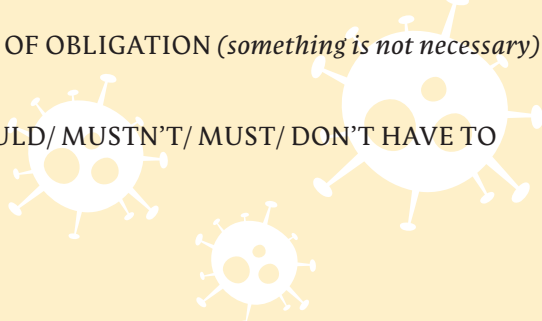 OF OBLIGATION (something is not necessary)
ULD/ MUSTN'T/ MUST/ DON'T HAVE TO